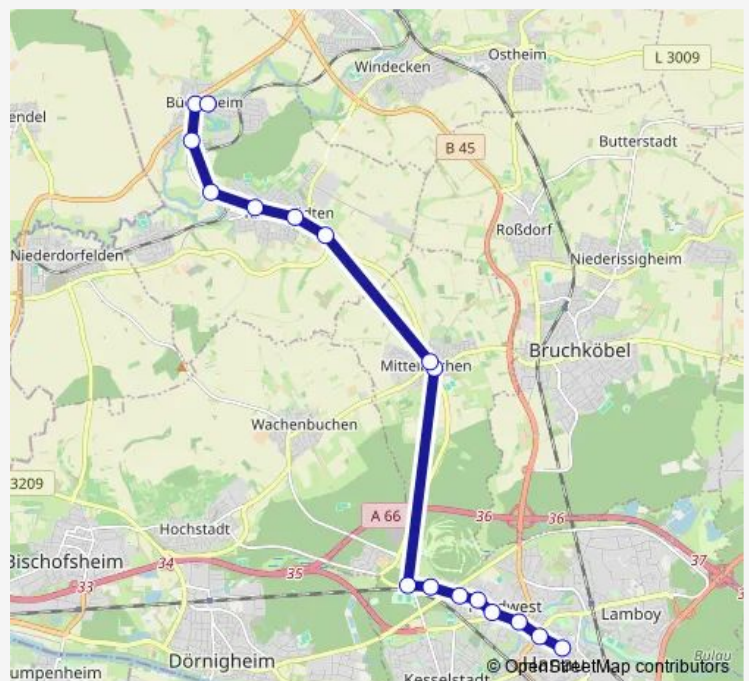 Windecken
Ostheim
L 3009
endel
Butterstadt
B 45
Roßdorf
Niederdorfelden
Niederissigheim
Bruchköbel
Wachenbuchen
3209
A 66
36
36
Hochstadt
Bischofsheim
34
35
37
33
Lamboy
Dörnigheim
Bulau
umpenheim
Kesselstadt
© OpenStreetMap contributors